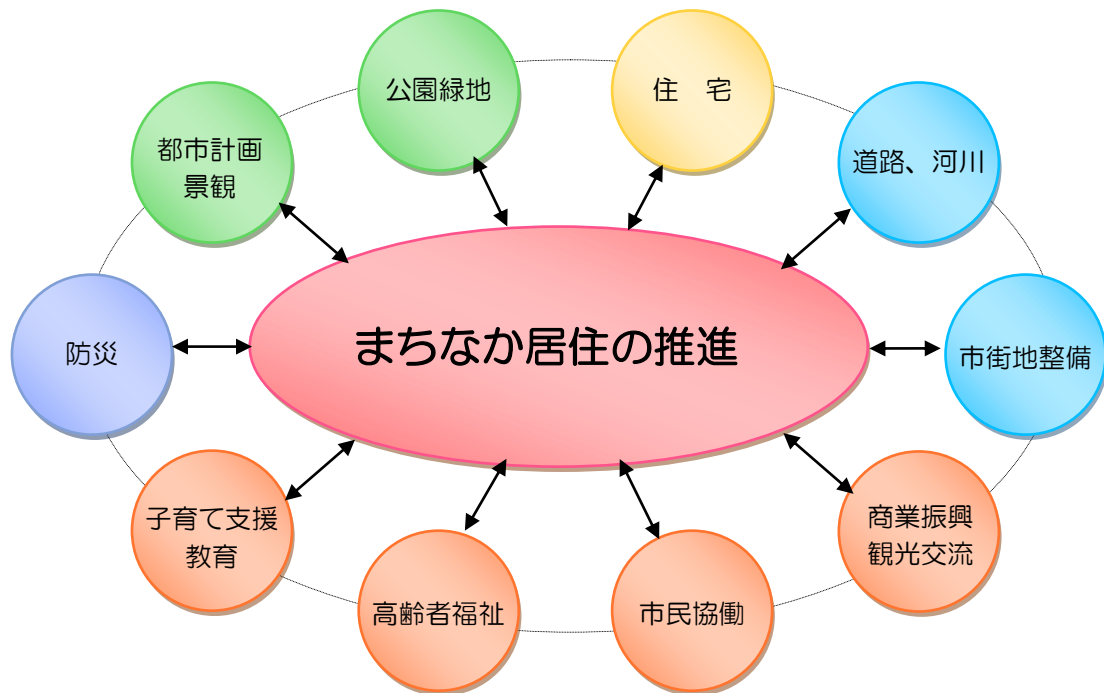 公園緑地
住　宅
都市計画
景観
道路、河川
防災
まちなか居住の推進
市街地整備
子育て支援
教育
商業振興
観光交流
高齢者福祉
市民協働